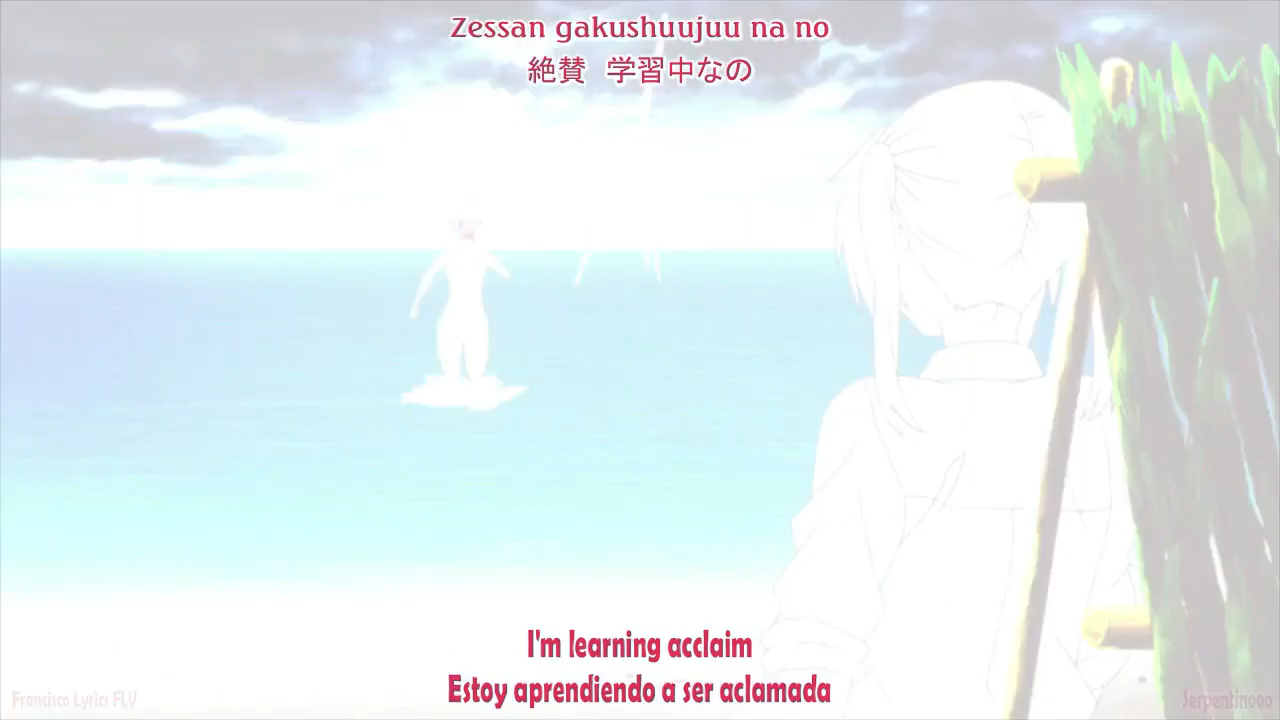 Zessan gakushuujuu na no
絶賛　学習中なの
I'm learning acclaim
Estoy aprendiendo a ser aclamada
Francisco Lyrics FLV
Serpentinooo